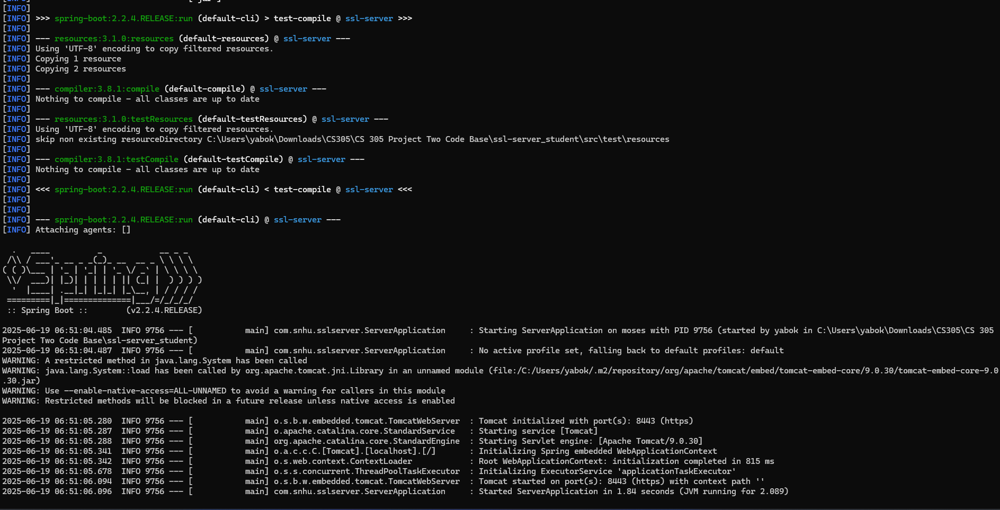 [INFO]
[INFO] >>> spring-boot:2.2.4.RELEASE:run (default-cli) > test-compile @ ssl-server >>>
[INFO]
[INFO] --- resources:3.1.0:resources (default-resources) @ ssl-server ---
[INFO] Using 'UTF-8' encoding to copy filtered resources.
[INFO] Copying 1 resource
[INFO] Copying 2 resources
[INFO]
[INFO] --- compiler:3.8.1:compile (default-compile) @ ssl-server ---
[INFO] Nothing to compile - all classes are up to date
[INFO]
[INFO] --- resources:3.1.0:testResources (default-testResources) @ ssl-server ---
[INFO] Using 'UTF-8' encoding to copy filtered resources.
[INFO] skip non existing resourceDirectory C:\Users\yabok\Downloads\CS305\CS 305 Project Two Code Base\ssl-server_student\src\test\resources
[INFO]
[INFO] --- compiler:3.8.1:testCompile (default-testCompile) @ ssl-server ---
[INFO] Nothing to compile - all classes are up to date
[INFO]
[INFO] <<< spring-boot:2.2.4.RELEASE:run (default-cli) < test-compile @ ssl-server <<<
[INFO]
[INFO]
[INFO] --- spring-boot:2.2.4.RELEASE:run (default-cli) @ ssl-server ---
[INFO] Attaching agents: []

  .   ____          _            __ _ _
 /\\ / ___'_ __ _ _(_)_ __  __ _ \ \ \ \
( ( )\___ | '_ | '_| | '_ \/ _` | \ \ \ \
 \\/  ___)| |_)| | | | | || (_| |  ) ) ) )
  '  |____| .__|_| |_|_| |_\__, | / / / /
 =========|_|==============|___/=/_/_/_/
 :: Spring Boot ::        (v2.2.4.RELEASE)

2025-06-19 06:51:04.485  INFO 9756 --- [           main] com.snhu.sslserver.ServerApplication     : Starting ServerApplication on moses with PID 9756 (started by yabok in C:\Users\yabok\Downloads\CS305\CS 305
Project Two Code Base\ssl-server_student)
2025-06-19 06:51:04.487  INFO 9756 --- [           main] com.snhu.sslserver.ServerApplication     : No active profile set, falling back to default profiles: default
WARNING: A restricted method in java.lang.System has been called
WARNING: java.lang.System::load has been called by org.apache.tomcat.jni.Library in an unnamed module (file:/C:/Users/yabok/.m2/repository/org/apache/tomcat/embed/tomcat-embed-core/9.0.30/tomcat-embed-core-9.0
.30.jar)
WARNING: Use --enable-native-access=ALL-UNNAMED to avoid a warning for callers in this module
WARNING: Restricted methods will be blocked in a future release unless native access is enabled

2025-06-19 06:51:05.280  INFO 9756 --- [           main] o.s.b.w.embedded.tomcat.TomcatWebServer  : Tomcat initialized with port(s): 8443 (https)
2025-06-19 06:51:05.287  INFO 9756 --- [           main] o.apache.catalina.core.StandardService   : Starting service [Tomcat]
2025-06-19 06:51:05.288  INFO 9756 --- [           main] org.apache.catalina.core.StandardEngine  : Starting Servlet engine: [Apache Tomcat/9.0.30]
2025-06-19 06:51:05.341  INFO 9756 --- [           main] o.a.c.c.C.[Tomcat].[localhost].[/]       : Initializing Spring embedded WebApplicationContext
2025-06-19 06:51:05.342  INFO 9756 --- [           main] o.s.web.context.ContextLoader            : Root WebApplicationContext: initialization completed in 815 ms
2025-06-19 06:51:05.678  INFO 9756 --- [           main] o.s.s.concurrent.ThreadPoolTaskExecutor  : Initializing ExecutorService 'applicationTaskExecutor'
2025-06-19 06:51:06.094  INFO 9756 --- [           main] o.s.b.w.embedded.tomcat.TomcatWebServer  : Tomcat started on port(s): 8443 (https) with context path ''
2025-06-19 06:51:06.096  INFO 9756 --- [           main] com.snhu.sslserver.ServerApplication     : Started ServerApplication in 1.84 seconds (JVM running for 2.089)